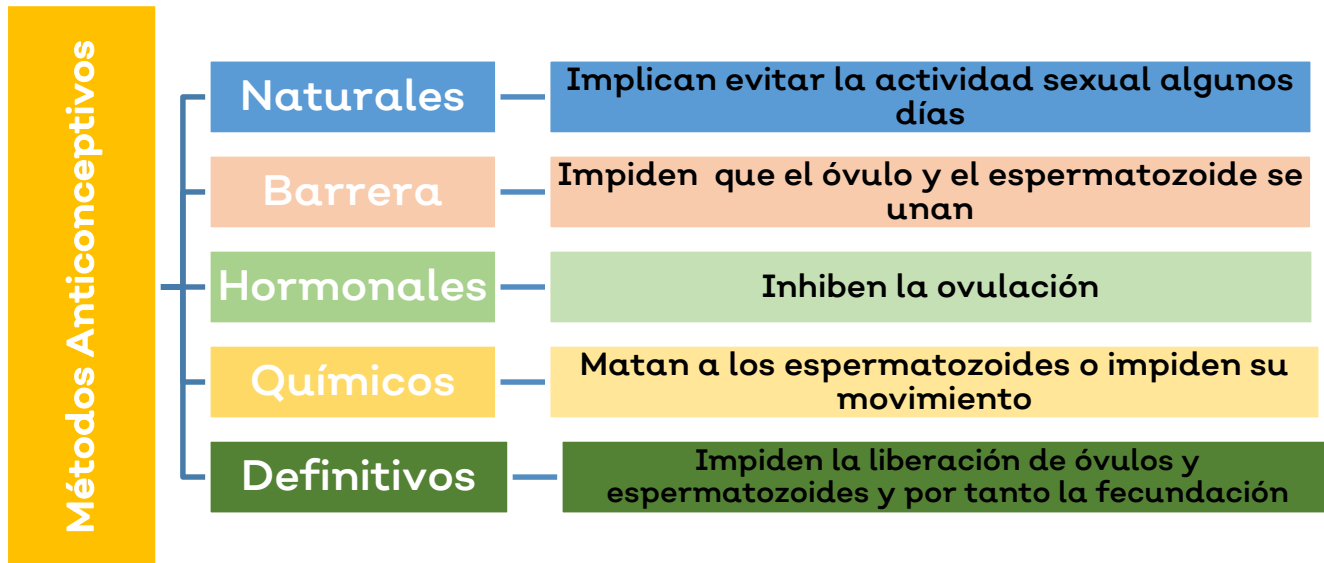 Métodos Anticonceptivos
Naturales
Implican evitar la actividad sexual algunos
días
Barrera
Impiden que el óvulo y el espermatozoide se
unan
Hormonales
Inhiben la ovulación
Químicos
Matan a los espermatozoides o impiden su
movimiento
Definitivos
Impiden la liberación de óvulos y
espermatozoides y por tanto la fecundación